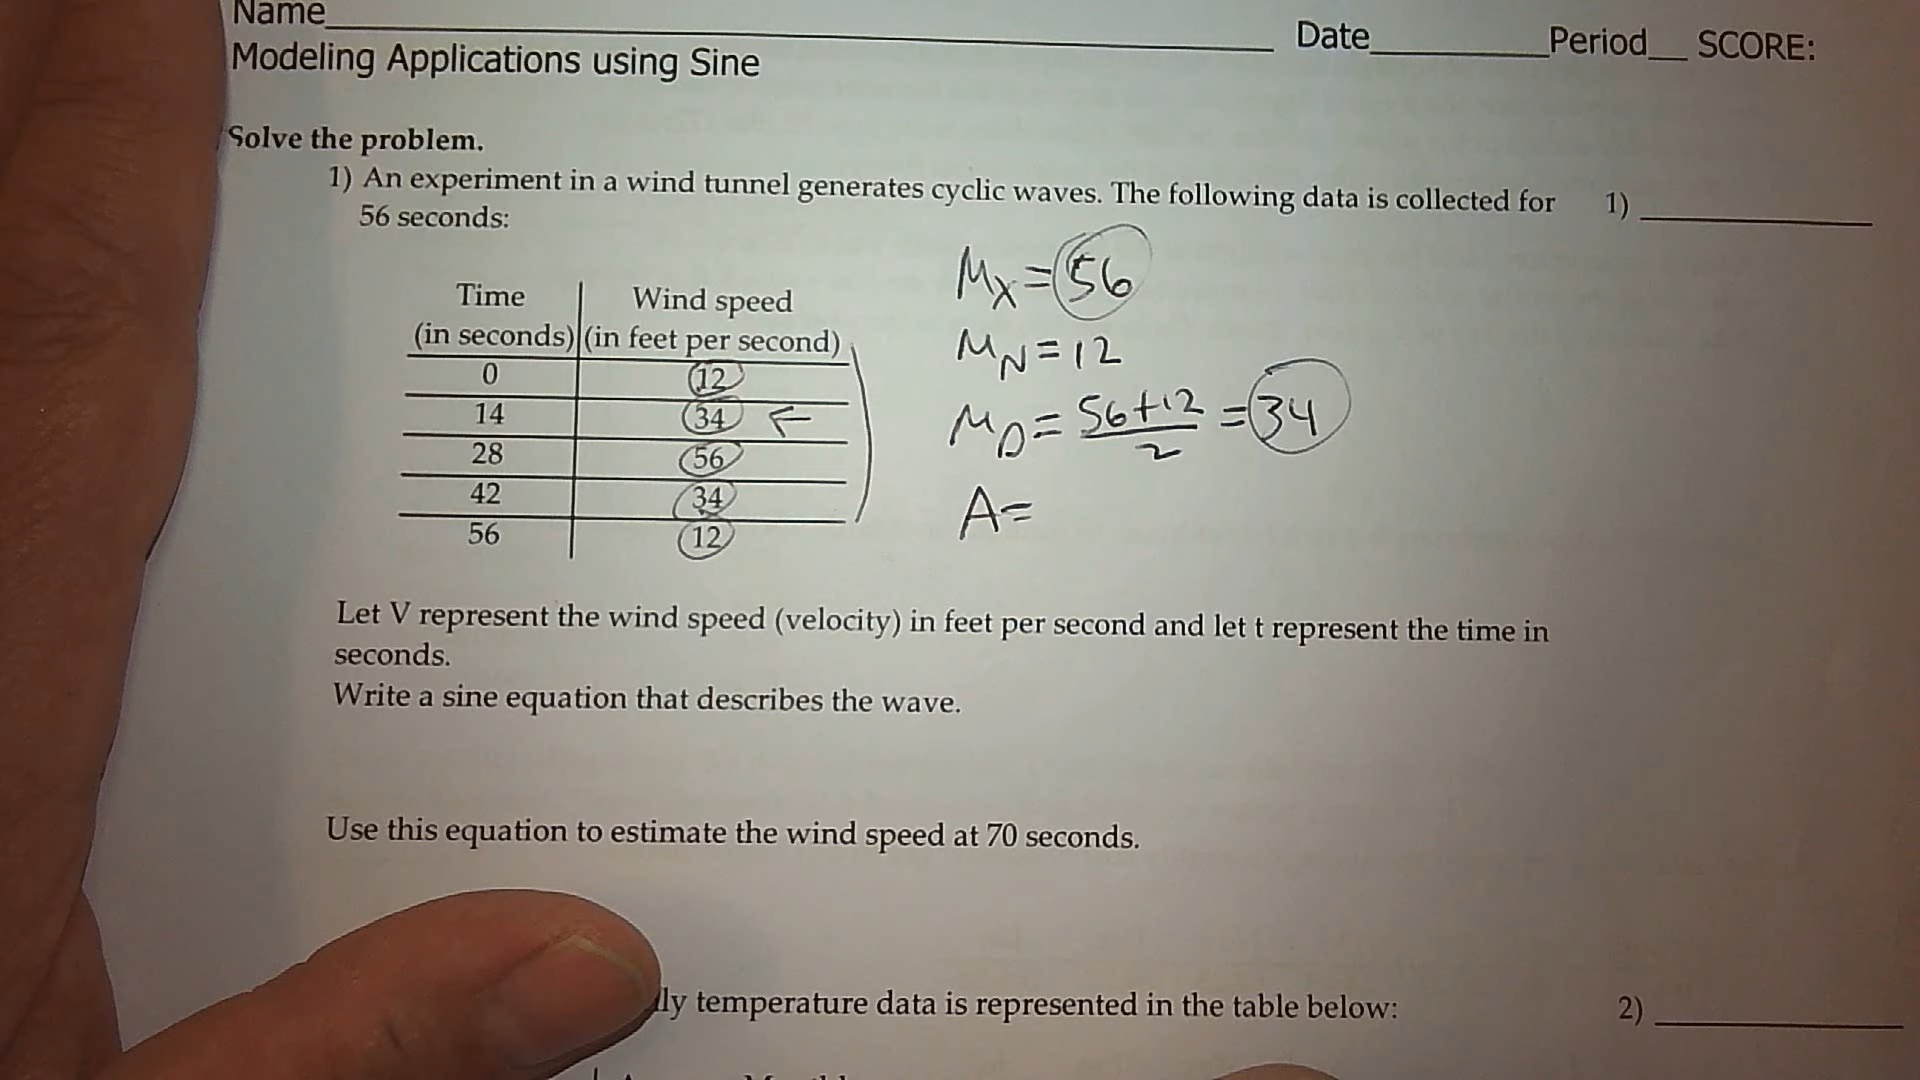 Name____________ Date________Period__ SCORE:
Modeling Applications using Sine
Solve the problem.
1) An experiment in a wind tunnel generates cyclic waves. The following data is collected for 1) ________
56 seconds:
Time Wind speed
(in seconds) (in feet per second)
0 12
14 34
28 56
42 34
56 12
Mx = 56
MN = 12
MD = 56+12 / 2 = 34
A =
Let V represent the wind speed (velocity) in feet per second and let t represent the time in
seconds.
Write a sine equation that describes the wave.
Use this equation to estimate the wind speed at 70 seconds.
temperature data is represented in the table below: 2) ________